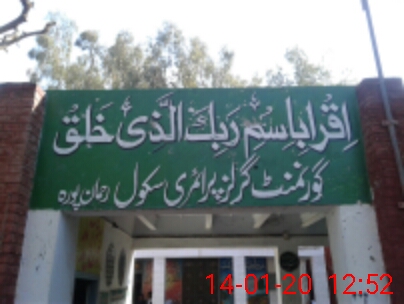 اِقْرَا بِاسْمِ رَبِّكَ الَّذِیْ خَلَقَ
گورنمنٹ گرلز پرائمری سکول رحمان پورہ
14-01-20 12:52